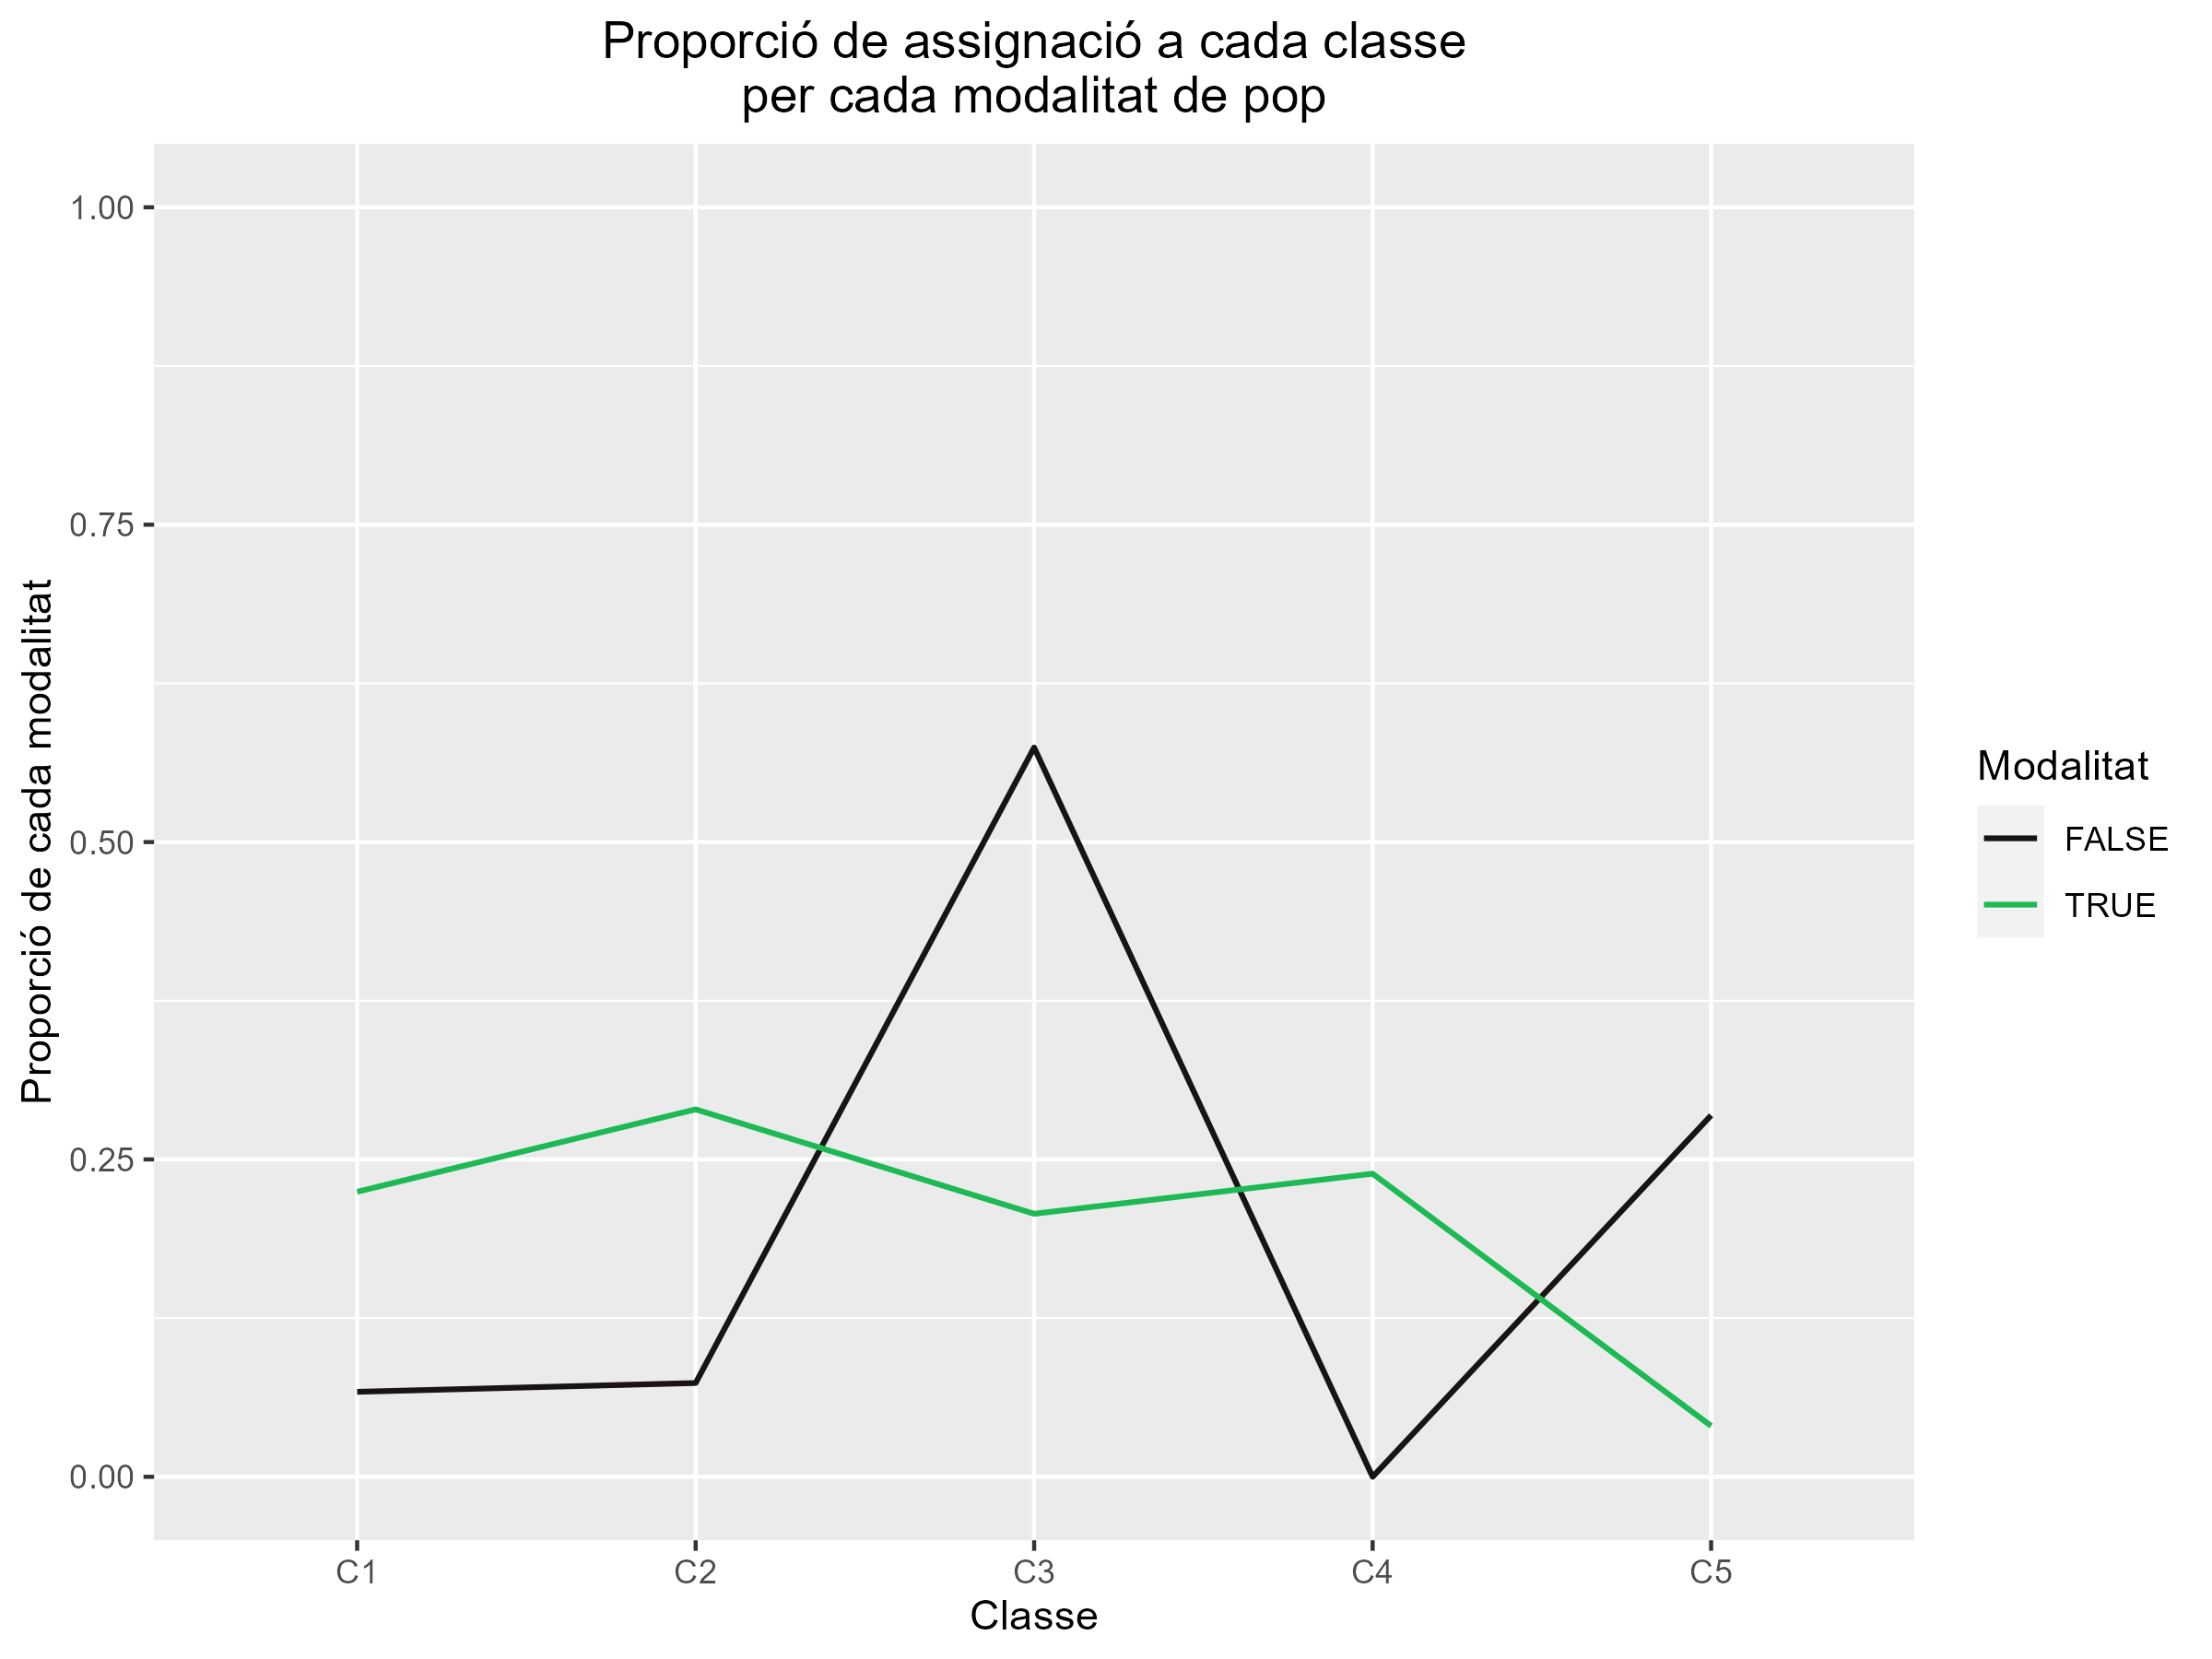 Proporció de assignació a cada classe
per cada modalitat de pop
Proporció de cada modalitat
1.00
0.75
0.50
0.25
0.00
C1
C2
C3
C4
C5
Classe
Modalitat
FALSE
TRUE